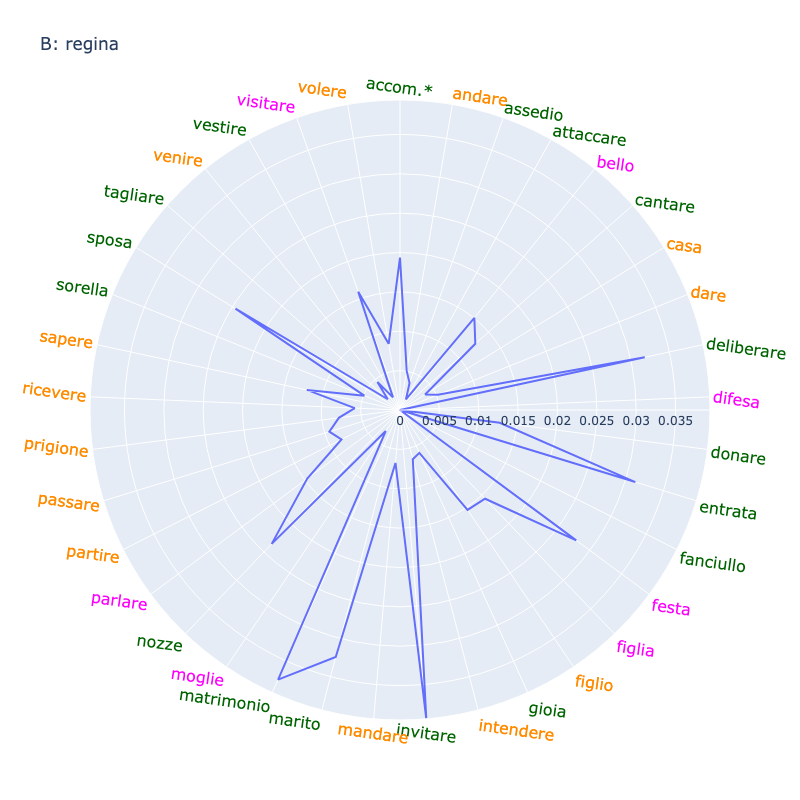 B: regina
accom.*
andare
assedio
attaccare
bello
cantare
casa
dare
deliberare
difesa
donare
entrata
fanciullo
festa
figlia
figlio
gioia
intendere
invitare
mandare
marito
matrimonio
moglie
nozze
parlare
partire
passare
prigione
ricevere
sapere
sorella
sposa
tagliare
venire
vestire
visitare
volere
0 0.005 0.01 0.015 0.02 0.025 0.03 0.035